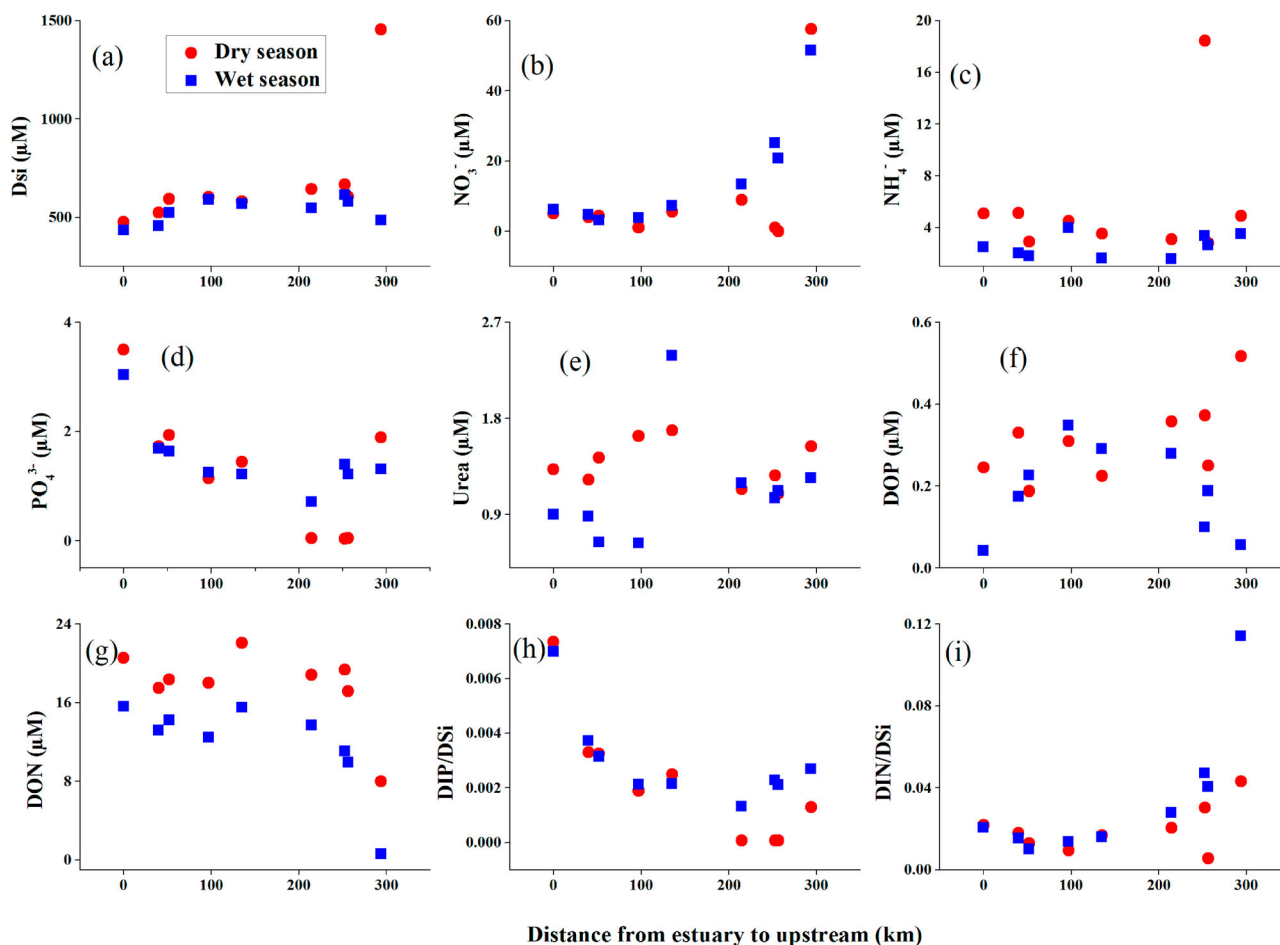 (a)
Dry season
Wet season
Dsi (μM)
1500
1000
500
0 100 200 300
(b)
NO₃⁻ (μM)
60
40
20
0
0 100 200 300
(c)
NH₄⁻ (μM)
20
16
12
8
4
0 100 200 300
(d)
PO₄³⁻ (μM)
4
2
0
0 100 200 300
(e)
Urea (μM)
2.7
1.8
0.9
0 100 200 300
(f)
DOP (μM)
0.6
0.4
0.2
0.0
0 100 200 300
(g)
DON (μM)
24
16
8
0
0 100 200 300
(h)
DIP/DSi
0.008
0.006
0.004
0.002
0.000
0 100 200 300
(i)
DIN/DSi
0.12
0.08
0.04
0.00
0 100 200 300
Distance from estuary to upstream (km)